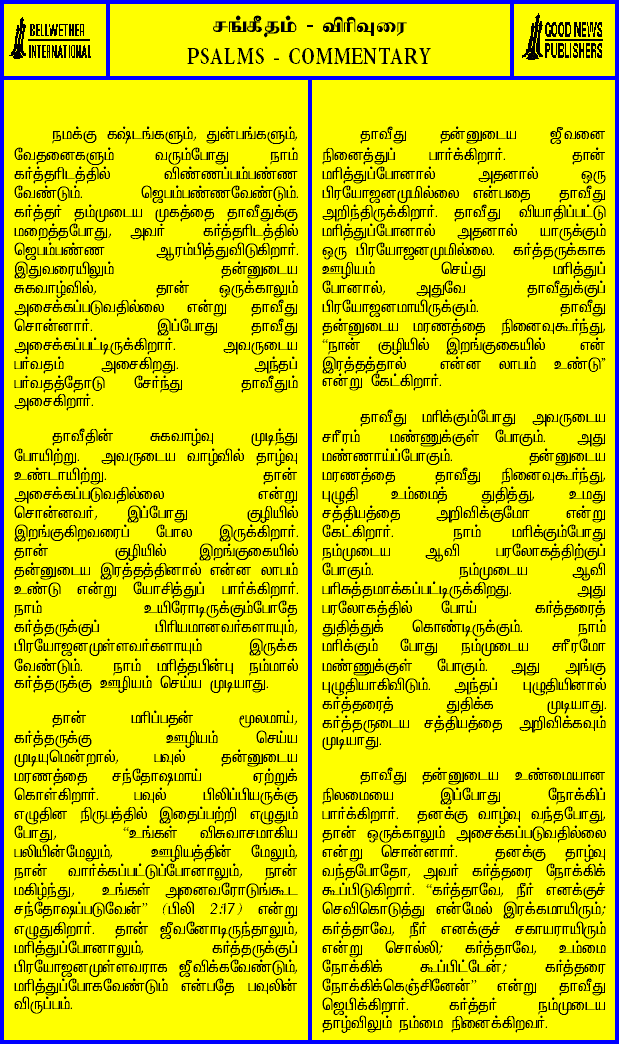 BELLWETHER
INTERNATIONAL
சங்கீதம் - விரிவுரை
PSALMS - COMMENTARY
GOOD NEWS
PUBLISHERS
நமக்கு கஷ்டங்களும், துன்பங்களும்,
வேதனைகளும் வரும்போது நாம்
கர்த்தரிடத்தில் விண்ணப்பம்பண்ண
வேண்டும். ஜெபம்பண்ணவேண்டும்.
கர்த்தர் தம்முடைய முகத்தை தாவீதுக்கு
மறைத்தபோது, அவர் கர்த்தரிடத்தில்
ஜெபம்பண்ண ஆரம்பித்துவிடுகிறார்.
இதுவரையிலும் தன்னுடைய
சுகவாழ்வில், தான் ஒருக்காலும்
அசைக்கப்படுவதில்லை என்று தாவீது
சொன்னார். இப்போது தாவீது
அசைக்கப்பட்டிருக்கிறார். அவருடைய
பர்வதம் அசைகிறது. அந்தப்
பர்வதத்தோடு சேர்ந்து தாவீதும்
அசைகிறார்.
தாவீதின் சுகவாழ்வு முடிந்து
போயிற்று. அவருடைய வாழ்வில் தாழ்வு
உண்டாயிற்று. தான்
அசைக்கப்படுவதில்லை என்று
சொன்னவர், இப்போது குழியில்
இறங்குகிறவரைப் போல இருக்கிறார்.
தான் குழியில் இறங்குகையில்
தன்னுடைய இரத்தத்தினால் என்ன லாபம்
உண்டு என்று யோசித்துப் பார்க்கிறார்.
நாம் உயிரோடிருக்கும்போதே
கர்த்தருக்குப் பிரியமானவர்களாயும்,
பிரயோஜனமுள்ளவர்களாயும் இருக்க
வேண்டும். நாம் மரித்தபின்பு நம்மால்
கர்த்தருக்கு ஊழியம் செய்ய முடியாது.
தான் மரிப்பதன் மூலமாய்,
கர்த்தருக்கு ஊழியம் செய்ய
முடியுமென்றால், பவுல் தன்னுடைய
மரணத்தை சந்தோஷமாய் ஏற்றுக்
கொள்கிறார். பவுல் பிலிப்பியருக்கு
எழுதின நிருபத்தில் இதைப்பற்றி எழுதும்
போது, "உங்கள் விசுவாசமாகிய
பலியின்மேலும், ஊழியத்தின் மேலும்,
நான் வார்க்கப்பட்டுப்போனாலும், நான்
மகிழ்ந்து, உங்கள் அனைவரோடுங்கூட
சந்தோஷப்படுவேன்" (பிலி 2:17) என்று
எழுதுகிறார். தான் ஜீவனோடிருந்தாலும்,
மரித்துப்போனாலும், கர்த்தருக்குப்
பிரயோஜனமுள்ளவராக ஜீவிக்கவேண்டும்,
மரித்துப்போகவேண்டும் என்பதே பவுலின்
விருப்பம்.
தாவீது தன்னுடைய ஜீவனை
நினைத்துப் பார்க்கிறார். தான்
மரித்துப்போனால் அதனால் ஒரு
பிரயோஜனமுமில்லை என்பதை தாவீது
அறிந்திருக்கிறார். தாவீது வியாதிப்பட்டு
மரித்துப்போனால் அதனால் யாருக்கும்
ஒரு பிரயோஜனமுமில்லை. கர்த்தருக்காக
ஊழியம் செய்து மரித்துப்
போனால், அதுவே தாவீதுக்குப்
பிரயோஜனமாயிருக்கும். தாவீது
தன்னுடைய மரணத்தை நினைவுகூர்ந்து,
"நான் குழியில் இறங்குகையில் என்
இரத்தத்தால் என்ன லாபம் உண்டு"
என்று கேட்கிறார்.
தாவீது மரிக்கும்போது அவருடைய
சரீரம் மண்ணுக்குள் போகும். அது
மண்ணாய்ப்போகும். தன்னுடைய
மரணத்தை தாவீது நினைவுகூர்ந்து,
புழுதி உம்மைத் துதித்து, உமது
சத்தியத்தை அறிவிக்குமோ என்று
கேட்கிறார். நாம் மரிக்கும்போது
நம்முடைய ஆவி பரலோகத்திற்குப்
போகும். நம்முடைய ஆவி
பரிசுத்தமாக்கப்பட்டிருக்கிறது. அது
பரலோகத்தில் போய் கர்த்தரைத்
துதித்துக் கொண்டிருக்கும். நாம்
மரிக்கும் போது நம்முடைய சரீரமோ
மண்ணுக்குள் போகும். அது அங்கு
புழுதியாகிவிடும். அந்தப் புழுதியினால்
கர்த்தரைத் துதிக்க முடியாது.
கர்த்தருடைய சத்தியத்தை அறிவிக்கவும்
முடியாது.
தாவீது தன்னுடைய உண்மையான
நிலமையை இப்போது நோக்கிப்
பார்க்கிறார். தனக்கு வாழ்வு வந்தபோது,
தான் ஒருக்காலும் அசைக்கப்படுவதில்லை
என்று சொன்னார். தனக்கு தாழ்வு
வந்தபோதோ, அவர் கர்த்தரை நோக்கிக்
கூப்பிடுகிறார். "கர்த்தாவே, நீர் எனக்குச்
செவிகொடுத்து என்மேல் இரக்கமாயிரும்;
கர்த்தாவே, நீர் எனக்குச் சகாயராயிரும்
என்று சொல்லி; கர்த்தாவே, உம்மை
நோக்கிக் கூப்பிட்டேன்; கர்த்தரை
நோக்கிக்கெஞ்சினேன்" என்று தாவீது
ஜெபிக்கிறார். கர்த்தர் நம்முடைய
தாழ்விலும் நம்மை நினைக்கிறவர்.